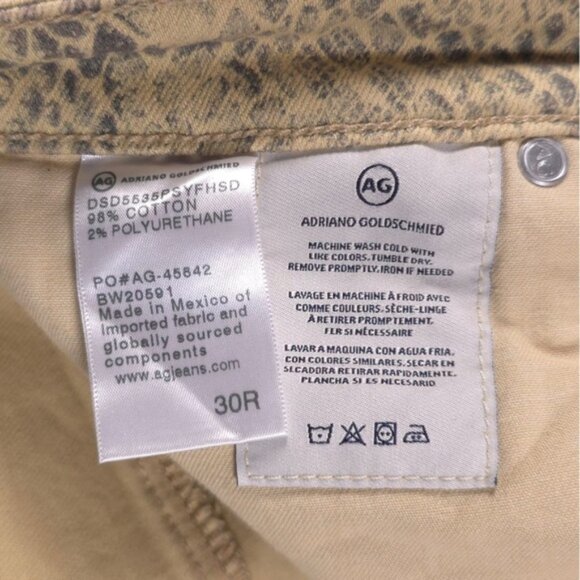 AG ADRIANO GOLDSCHMIED
DSD5535PSYFHSD
98% COTTON
2% POLYURETHANE
PO#AG-45842
BW20591
Made in Mexico of
Imported fabric and
globally sourced
components
www.agjeans.com
30R
AG
ADRIANO GOLDSCHMIED
MACHINE WASH COLD WITH
LIKE COLORS. TUMBLE DRY.
REMOVE PROMPTLY. IRON IF NEEDED
LAVAGE EN MACHINE À FROID AVEC
COMME COULEURS. SÈCHE-LINGE
À RETIRER PROMPTEMENT.
FER SI NÉCESSAIRE
LAVAR A MAQUINA CON AGUA FRIA,
CON COLORES SIMILARES. SECAR EN
SECADORA RETIRAR RAPIDAMENTE.
PLANCHA SI ES NECESARIO